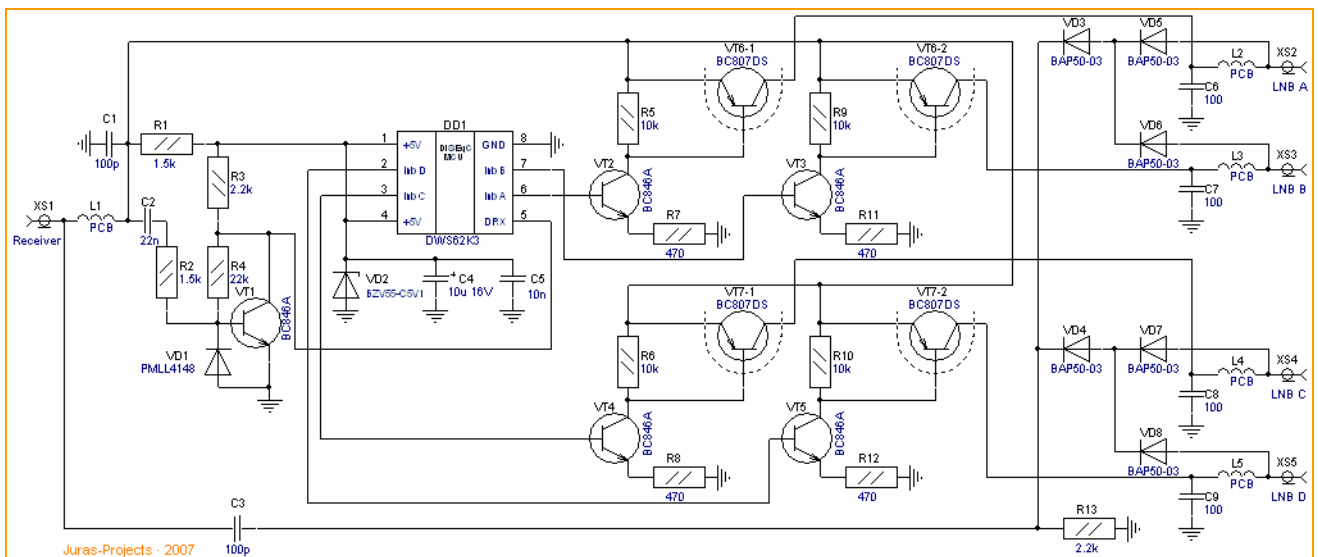 VT6-1
BC807DS
VT6-2
BC807DS
VD3
BAP50-03
VD5
BAP50-03
L2
PCB
XS2
LNB A
C6
100
C1
100p
R1
1.5k
R3
2.2k
DD1
1
+5V
2
lnb D
3
lnb C
4
+5V
DISEqC
MCU
GND
8
lnb B
7
lnb A
6
DRX
5
DWS62K3
R5
10k
R9
10k
VT2
BC846A
VT3
BC846A
R7
470
R11
470
VD6
BAP50-03
L3
PCB
XS3
LNB B
C7
100
XS1
Receiver
L1
PCB
C2
22n
R2
1.5k
R4
22k
VT1
BC846A
VD1
PMLL4148
VD2
BZV55-C5V1
C4
+
10u 16V
C5
10n
VT7-1
BC807DS
VT7-2
BC807DS
R6
10k
R10
10k
VT4
BC846A
VT5
BC846A
R8
470
R12
470
VD4
BAP50-03
VD7
BAP50-03
L4
PCB
XS4
LNB C
C8
100
VD8
BAP50-03
L5
PCB
XS5
LNB D
C9
100
C3
100p
R13
2.2k
Juras-Projects - 2007